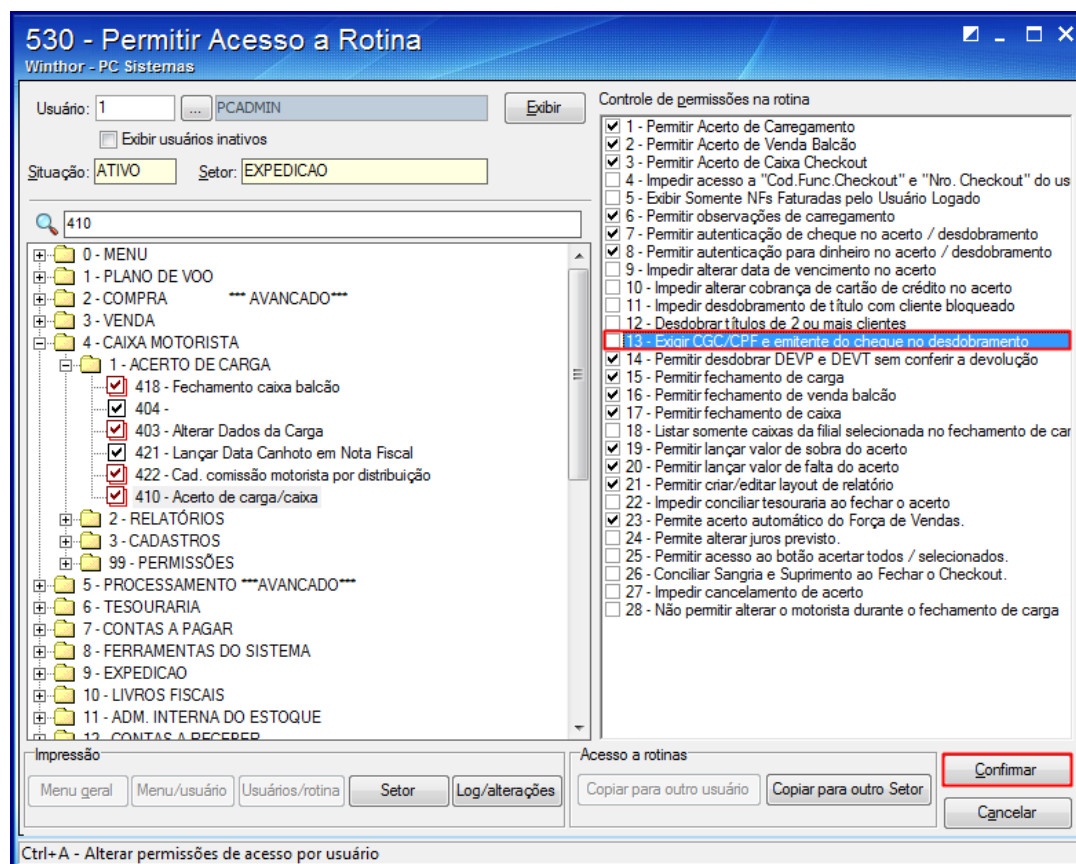 530 - Permitir Acesso a Rotina
Winthor - PC Sistemas
Usuário: 1 ... PCADMIN Exibir
Exibir usuários inativos
Situação: ATIVO Setor: EXPEDICAO
410
0 - MENU
1 - PLANO DE VOO
2 - COMPRA *** AVANCADO***
3 - VENDA
4 - CAIXA MOTORISTA
1 - ACERTO DE CARGA
418 - Fechamento caixa balcão
404 -
403 - Alterar Dados da Carga
421 - Lançar Data Canhoto em Nota Fiscal
422 - Cad. comissão motorista por distribuição
410 - Acerto de carga/caixa
2 - RELATÓRIOS
3 - CADASTROS
99 - PERMISSÕES
5 - PROCESSAMENTO ***AVANCADO***
6 - TESOURARIA
7 - CONTAS A PAGAR
8 - FERRAMENTAS DO SISTEMA
9 - EXPEDICAO
10 - LIVROS FISCAIS
11 - ADM. INTERNA DO ESTOQUE
12 - CONTAS A RECEBER
Controle de permissões na rotina
1 - Permitir Acerto de Carregamento
2 - Permitir Acerto de Venda Balcão
3 - Permitir Acerto de Caixa Checkout
4 - Impedir acesso a "Cod.Func.Checkout" e "Nro. Checkout" do us
5 - Exibir Somente NFs Faturadas pelo Usuário Logado
6 - Permitir observações de carregamento
7 - Permitir autenticação de cheque no acerto / desdobramento
8 - Permitir autenticação para dinheiro no acerto / desdobramento
9 - Impedir alterar data de vencimento no acerto
10 - Impedir alterar cobrança de cartão de crédito no acerto
11 - Impedir desdobramento de título com cliente bloqueado
12 - Desdobrar títulos de 2 ou mais clientes
13 - Exigir CGC/CPF e emitente do cheque no desdobramento
14 - Permitir desdobrar DEVP e DEVT sem conferir a devolução
15 - Permitir fechamento de carga
16 - Permitir fechamento de venda balcão
17 - Permitir fechamento de caixa
18 - Listar somente caixas da filial selecionada no fechamento de car
19 - Permitir lançar valor de sobra do acerto
20 - Permitir lançar valor de falta do acerto
21 - Permitir criar/editar layout de relatório
22 - Impedir conciliar tesouraria ao fechar o acerto
23 - Permite acerto automático do Força de Vendas.
24 - Permite alterar juros previsto.
25 - Permitir acesso ao botão acertar todos / selecionados.
26 - Conciliar Sangria e Suprimento ao Fechar o Checkout.
27 - Impedir cancelamento de acerto
28 - Não permitir alterar o motorista durante o fechamento de carga
Impressão
Menu geral Menu/usuário Usuários/rotina Setor Log/alterações
Acesso a rotinas
Copiar para outro usuário Copiar para outro Setor
Confirmar
Cancelar
Ctrl+A - Alterar permissões de acesso por usuário